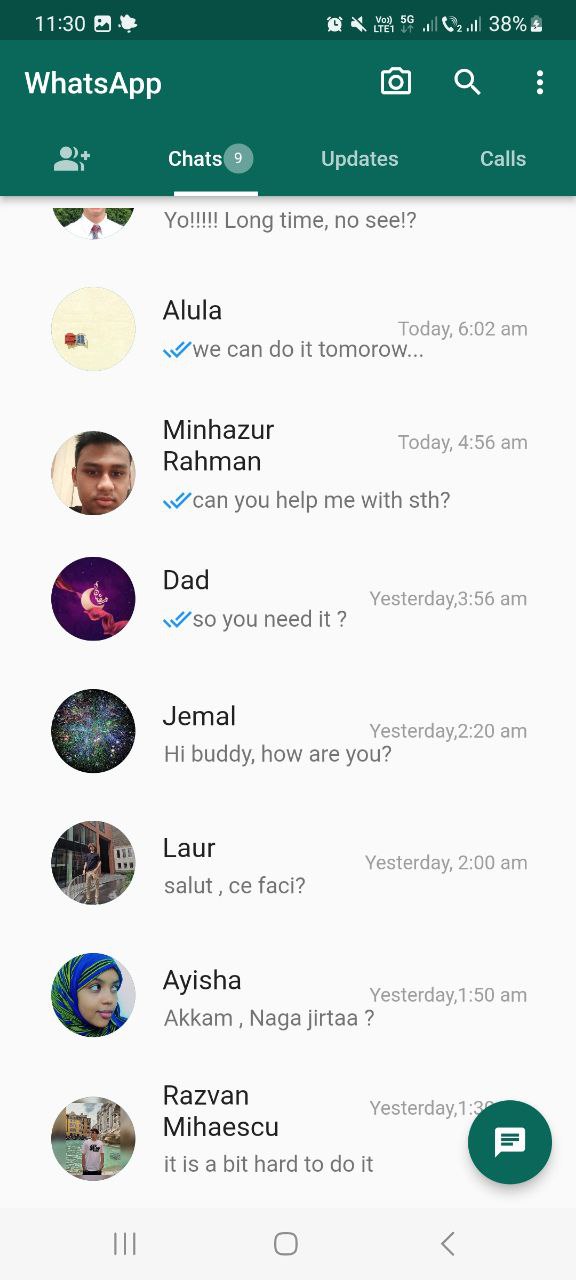 11:30
Vo)) 5G
LTE1 2 38%
WhatsApp
Chats 9 Updates Calls
Yo!!!!! Long time, no see!?
Alula
Today, 6:02 am
we can do it tomorow...
Minhazur
Rahman
Today, 4:56 am
can you help me with sth?
Dad
Yesterday,3:56 am
so you need it ?
Jemal
Yesterday,2:20 am
Hi buddy, how are you?
Laur
Yesterday, 2:00 am
salut , ce faci?
Ayisha
Yesterday,1:50 am
Akkam , Naga jirtaa ?
Razvan
Mihaescu
Yesterday,1:3
it is a bit hard to do it